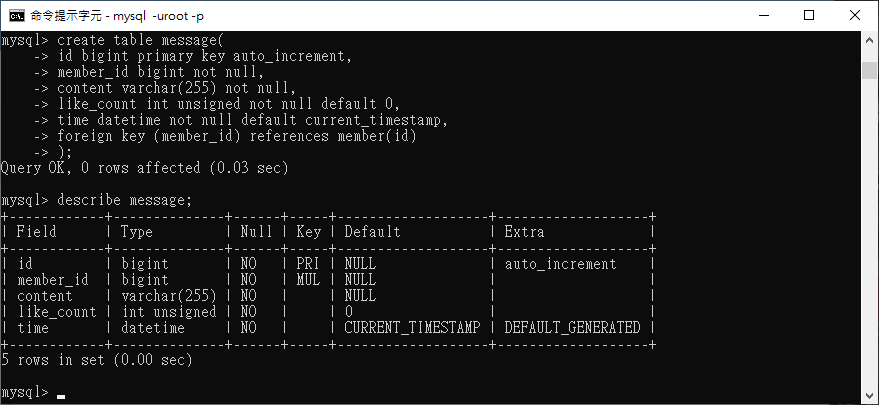 命令提示字元 - mysql  -uroot -p
mysql> create table message(
    -> id bigint primary key auto_increment,
    -> member_id bigint not null,
    -> content varchar(255) not null,
    -> like_count int unsigned not null default 0,
    -> time datetime not null default current_timestamp,
    -> foreign key (member_id) references member(id)
    -> );
Query OK, 0 rows affected (0.03 sec)
mysql> describe message;
+------------+--------------+------+-----+-------------------+-------------------+
| Field      | Type         | Null | Key | Default           | Extra             |
+------------+--------------+------+-----+-------------------+-------------------+
| id         | bigint       | NO   | PRI | NULL              | auto_increment    |
| member_id  | bigint       | NO   | MUL | NULL              |                   |
| content    | varchar(255) | NO   |     | NULL              |                   |
| like_count | int unsigned | NO   |     | 0                 |                   |
| time       | datetime     | NO   |     | CURRENT_TIMESTAMP | DEFAULT_GENERATED |
+------------+--------------+------+-----+-------------------+-------------------+
5 rows in set (0.00 sec)
mysql> _